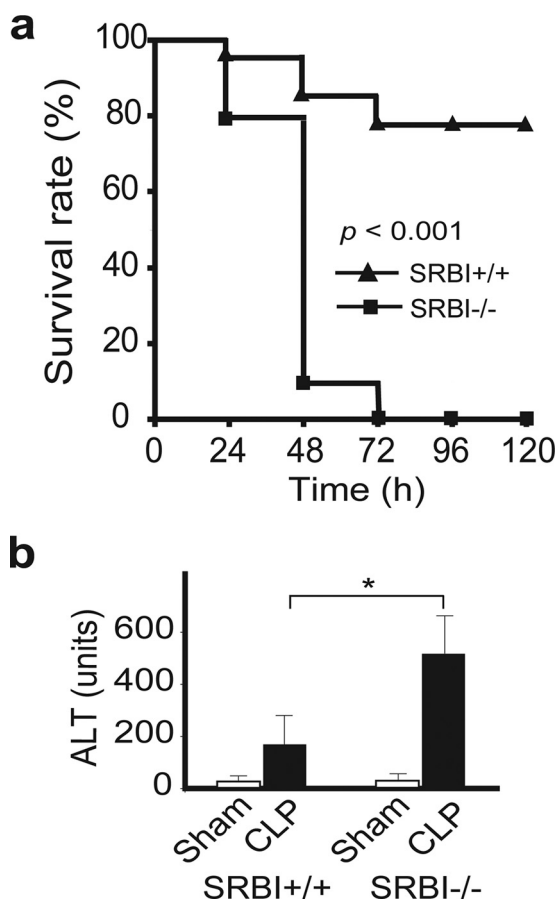 a
100
80
60
40
20
0
Survival rate (%)
p < 0.001
SRBI+/+
SRBI-/-
0 24 48 72 96 120
Time (h)
b
600
400
200
0
ALT (units)
*
Sham CLP Sham CLP
SRBI+/+ SRBI-/-